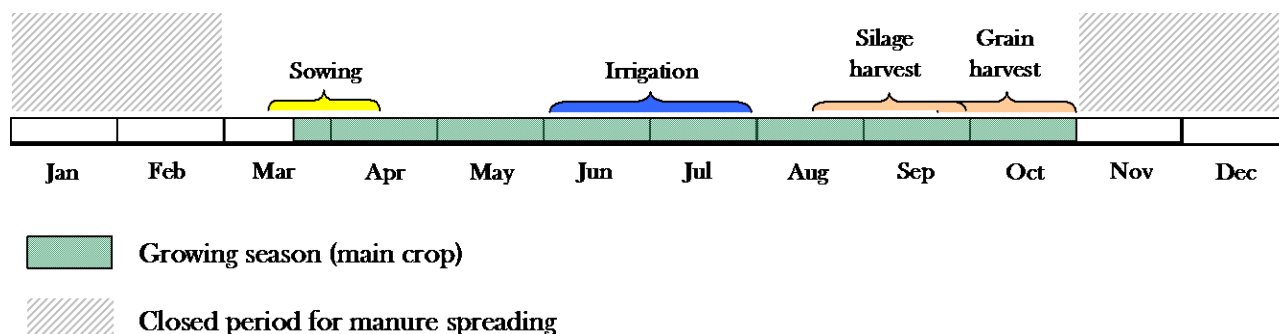 Sowing
Irrigation
Silage
harvest
Grain
harvest
Jan Feb Mar Apr May Jun Jul Aug Sep Oct Nov Dec
Growing season (main crop)
Closed period for manure spreading